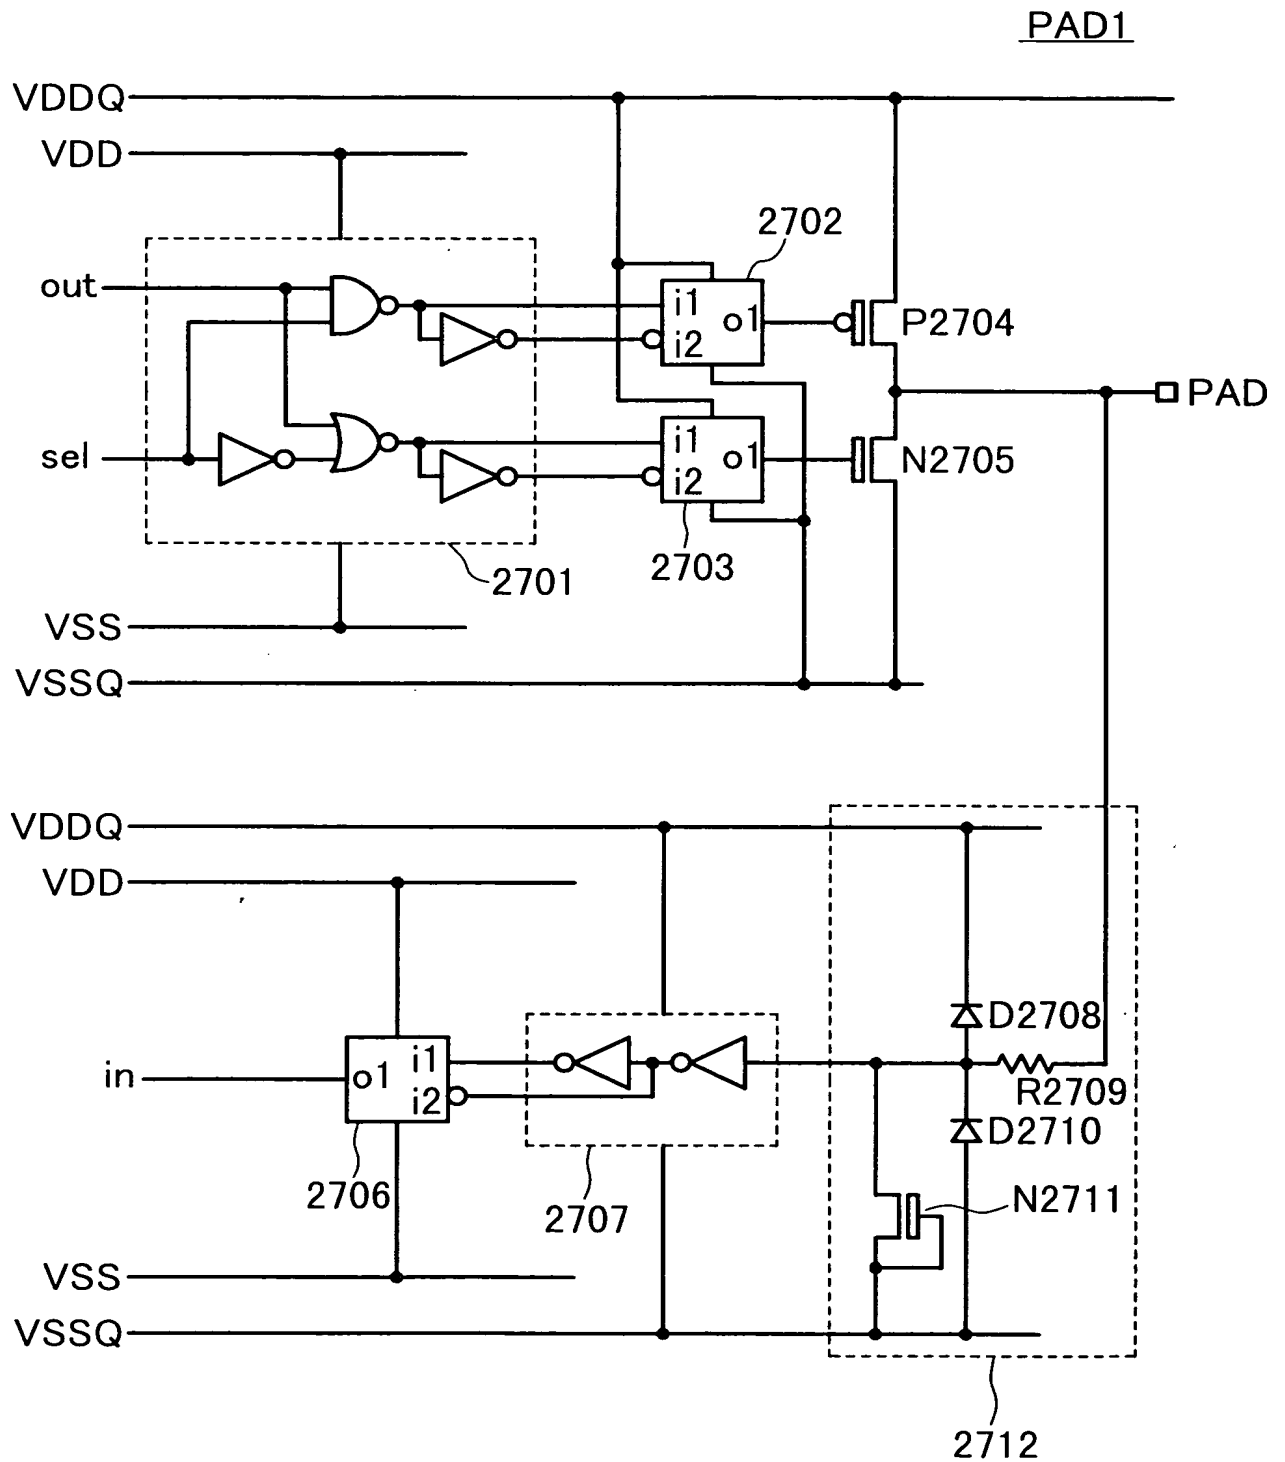 PAD1
VDDQ
VDD
2702
out
i1
o1
i2
P2704
PAD
sel
i1
o1
i2
N2705
2703
2701
VSS
VSSQ
VDDQ
VDD
D2708
in
o1
i1
i2
R2709
D2710
2706
2707
N2711
VSS
VSSQ
2712